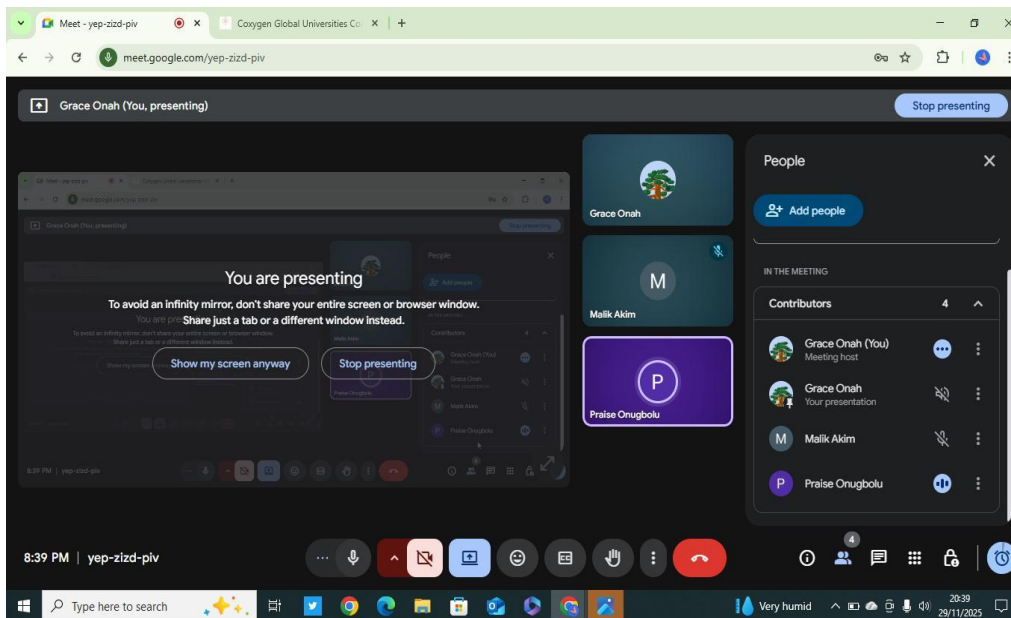 Meet - yep-zizd-piv
Coxygen Global Universities Co
meet.google.com/yep-zizd-piv
Grace Onah (You, presenting)
Stop presenting
You are presenting
To avoid an infinity mirror, don't share your entire screen or browser window.
Share just a tab or a different window instead.
Show my screen anyway
Stop presenting
Grace Onah
M
Malik Akim
P
Praise Onugbolu
People
Add people
IN THE MEETING
Contributors 4
Grace Onah (You)
Meeting host
Grace Onah
Your presentation
M Malik Akim
P Praise Onugbolu
8:39 PM | yep-zizd-piv
4
Type here to search
Very humid
20:39
29/11/2025